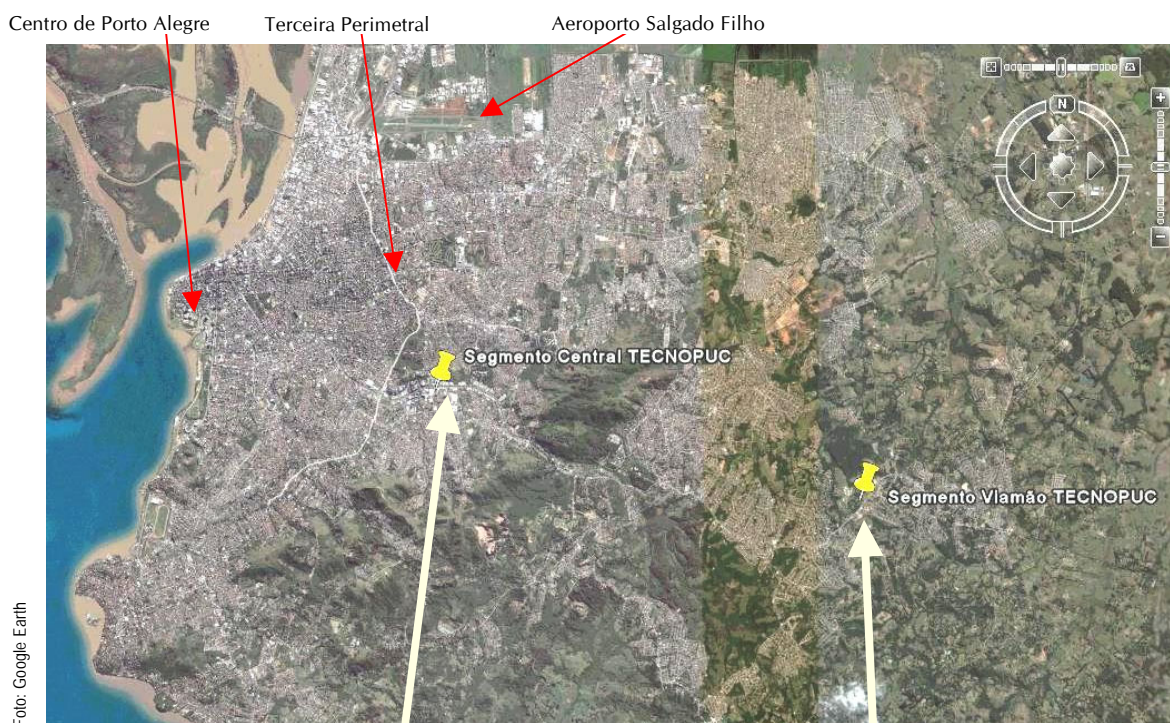 Centro de Porto Alegre
Terceira Perimetral
Aeroporto Salgado Filho
N
Segmento Central TECNOPUC
Segmento Viamão TECNOPUC
Foto: Google Earth